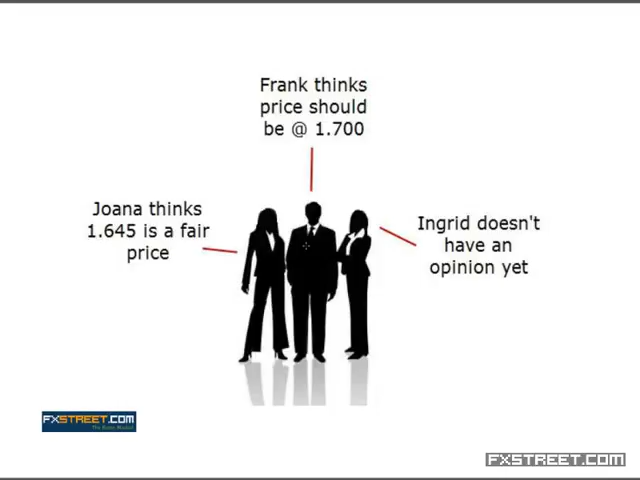 Frank thinks
price should
be @ 1.700
Joana thinks
1.645 is a fair
price
Ingrid doesn't
have an
opinion yet
FXSTREET.COM
FXSTREET.COM